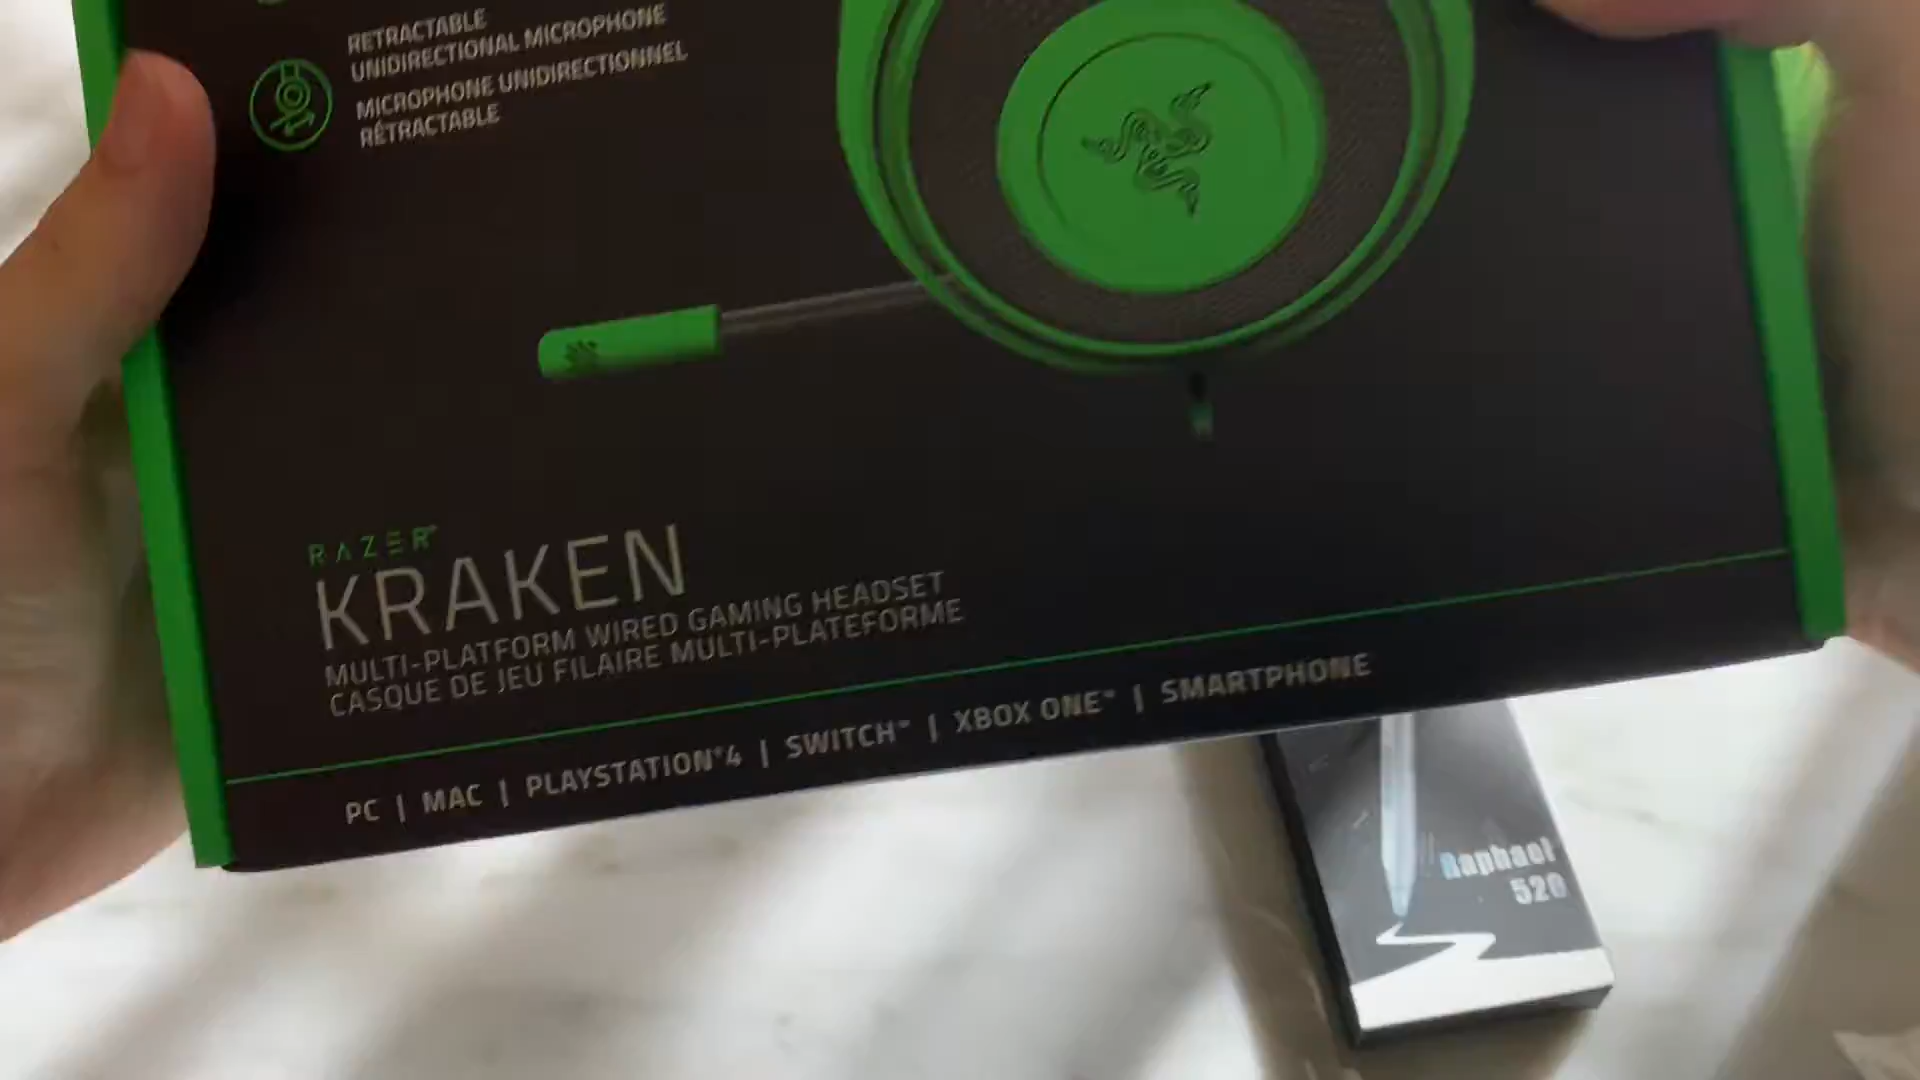 RETRACTABLE
UNIDIRECTIONAL MICROPHONE
MICROPHONE UNIDIRECTIONNEL
RÉTRACTABLE
RAZER
KRAKEN
MULTI-PLATFORM WIRED GAMING HEADSET
CASQUE DE JEU FILAIRE MULTI-PLATEFORME
PC | MAC | PLAYSTATION®4 | SWITCH™ | XBOX ONE™ | SMARTPHONE
Raphael
520